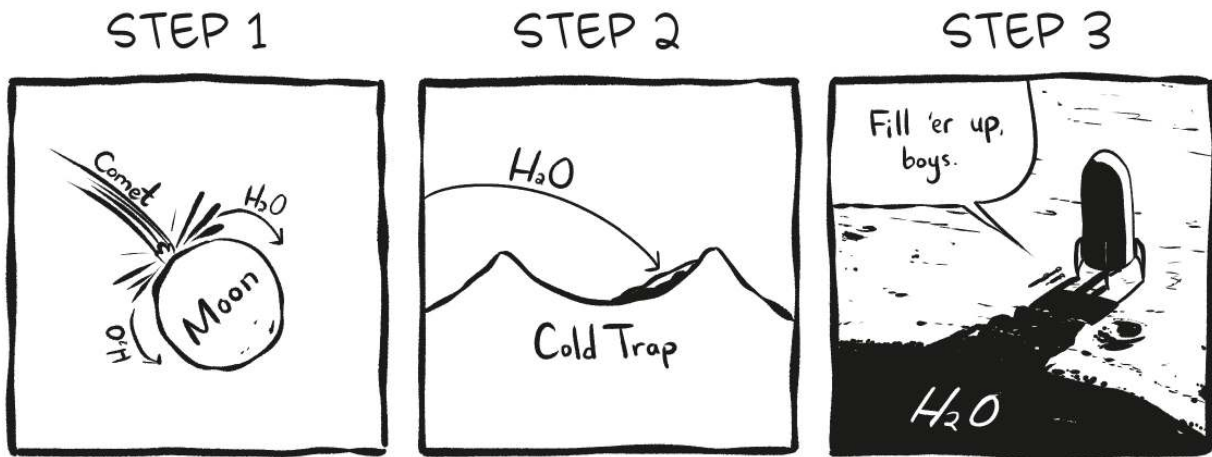 STEP 1
Comet
H₂O
Moon
H₂O
STEP 2
H₂O
Cold Trap
STEP 3
Fill 'er up,
boys.
H₂O